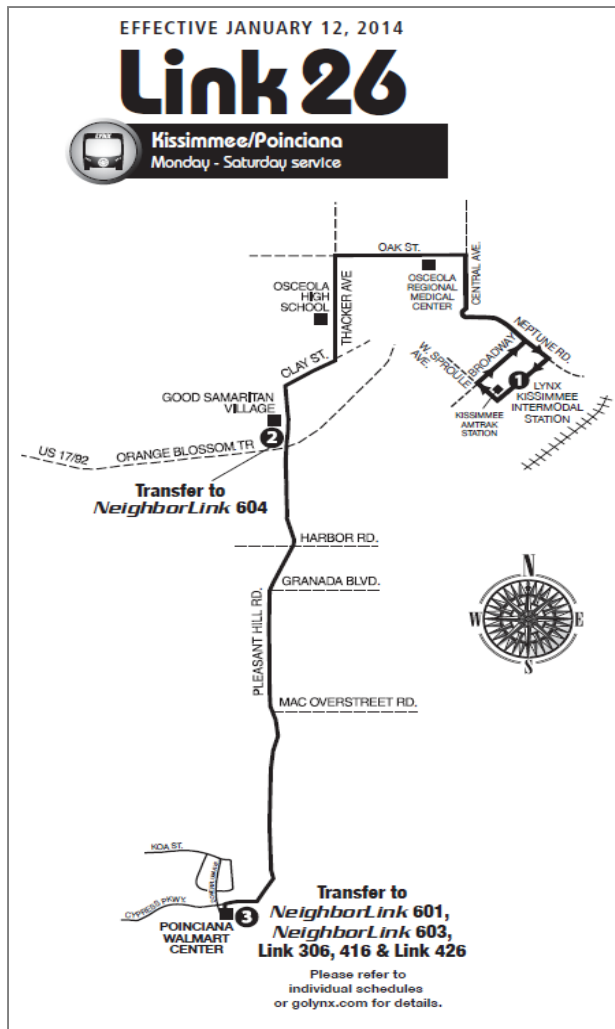 EFFECTIVE JANUARY 12, 2014
Link 26
LYNX
Kissimmee/Poinciana
Monday - Saturday service
OAK ST.
CENTRAL AVE.
OSCEOLA
HIGH
SCHOOL
THACKER AVE
OSCEOLA
REGIONAL
MEDICAL
CENTER
NEPTUNE RD.
BROADWAY
W. SPROULE
AVE.
CLAY ST.
1
LYNX
KISSIMMEE
INTERMODAL
STATION
KISSIMMEE
AMTRAK
STATION
GOOD SAMARITAN
VILLAGE
2
US 17/92
ORANGE BLOSSOM TR
Transfer to
NeighborLink 604
HARBOR RD.
GRANADA BLVD.
PLEASANT HILL RD.
N
W
E
S
MAC OVERSTREET RD.
KOA ST.
CYPRESS PKWY.
3
POINCIANA
WALMART
CENTER
Transfer to
NeighborLink 601,
NeighborLink 603,
Link 306, 416 & Link 426
Please refer to
individual schedules
or golynx.com for details.